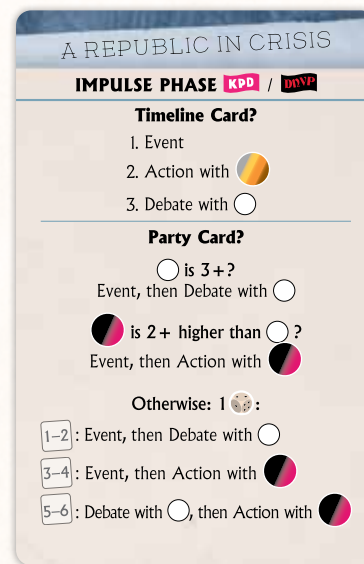 A REPUBLIC IN CRISIS
IMPULSE PHASE KPD / DNVP
Timeline Card?
1. Event
2. Action with
3. Debate with
Party Card?
is 3+?
Event, then Debate with
is 2+ higher than ?
Event, then Action with
Otherwise: 1 :
1–2 : Event, then Debate with
3–4 : Event, then Action with
5–6 : Debate with , then Action with